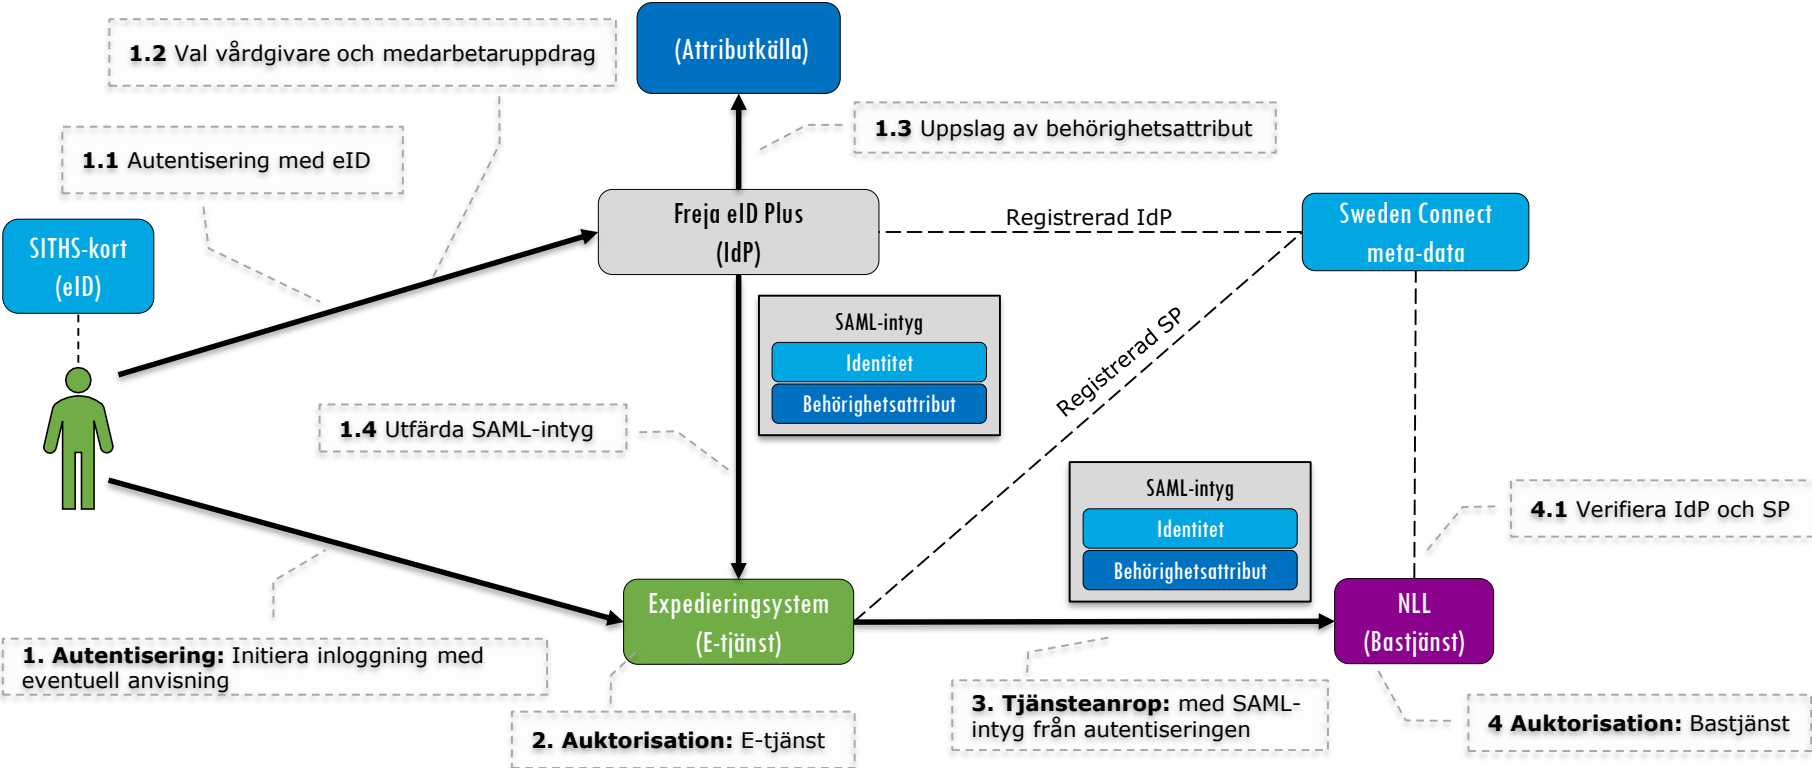 1.2 Val vårdgivare och medarbetaruppdrag
(Attributkälla)
1.3 Uppslag av behörighetsattribut
1.1 Autentisering med eID
SITHS-kort
(eID)
Freja eID Plus
(IdP)
Registrerad IdP
Sweden Connect
meta-data
SAML-intyg
Identitet
Behörighetsattribut
Registrerad SP
1.4 Utfärda SAML-intyg
SAML-intyg
Identitet
Behörighetsattribut
4.1 Verifiera IdP och SP
Expedieringsystem
(E-tjänst)
NLL
(Bastjänst)
1. Autentisering: Initiera inloggning med
eventuell anvisning
2. Auktorisation: E-tjänst
3. Tjänsteanrop: med SAML-
intyg från autentiseringen
4 Auktorisation: Bastjänst